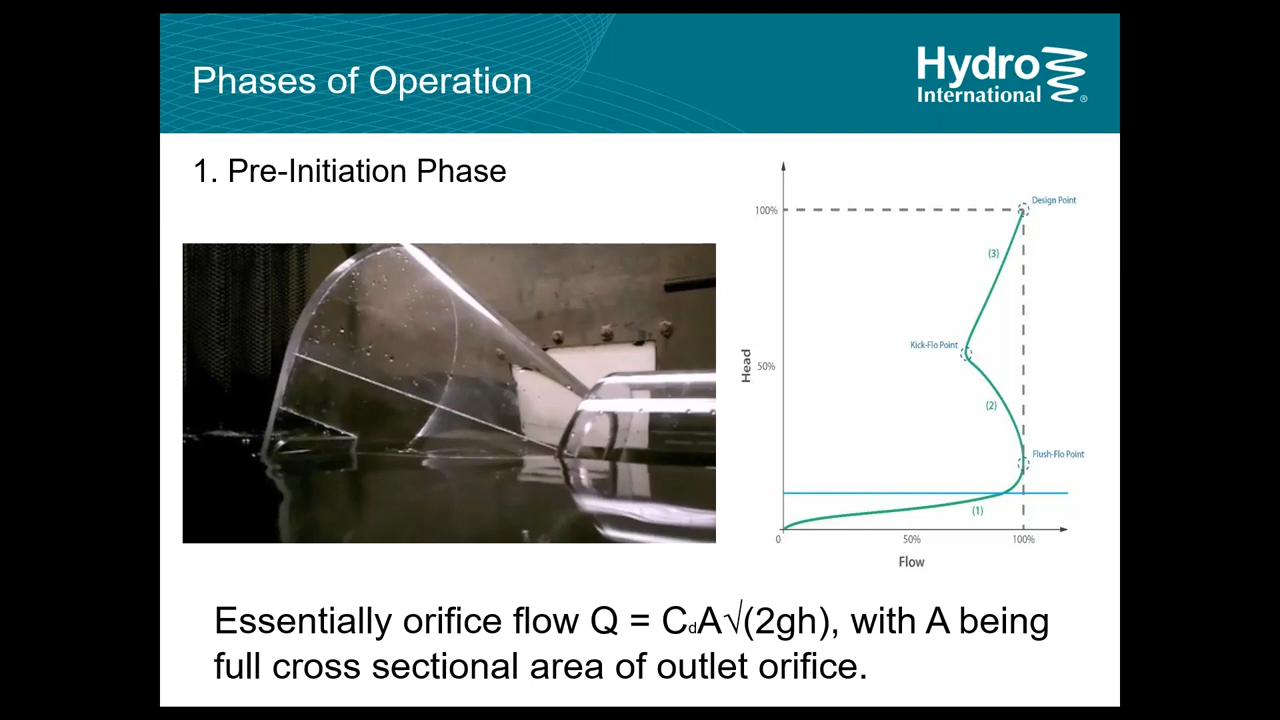 Phases of Operation
Hydro
International
®
1. Pre-Initiation Phase
100%
Design Point
(3)
Kick-Flo Point
Head
50%
(2)
Flush-Flo Point
(1)
0
50%
100%
Flow
Essentially orifice flow Q = CdA√(2gh), with A being
full cross sectional area of outlet orifice.